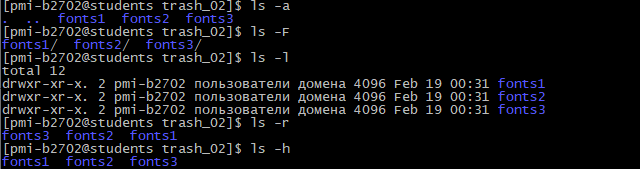 [pmi-b2702@students trash_02]$ ls -a
.  ..  fonts1  fonts2  fonts3
[pmi-b2702@students trash_02]$ ls -F
fonts1/  fonts2/  fonts3/
[pmi-b2702@students trash_02]$ ls -l
total 12
drwxr-xr-x. 2 pmi-b2702 пользователи домена 4096 Feb 19 00:31 fonts1
drwxr-xr-x. 2 pmi-b2702 пользователи домена 4096 Feb 19 00:31 fonts2
drwxr-xr-x. 2 pmi-b2702 пользователи домена 4096 Feb 19 00:31 fonts3
[pmi-b2702@students trash_02]$ ls -r
fonts3  fonts2  fonts1
[pmi-b2702@students trash_02]$ ls -h
fonts1  fonts2  fonts3